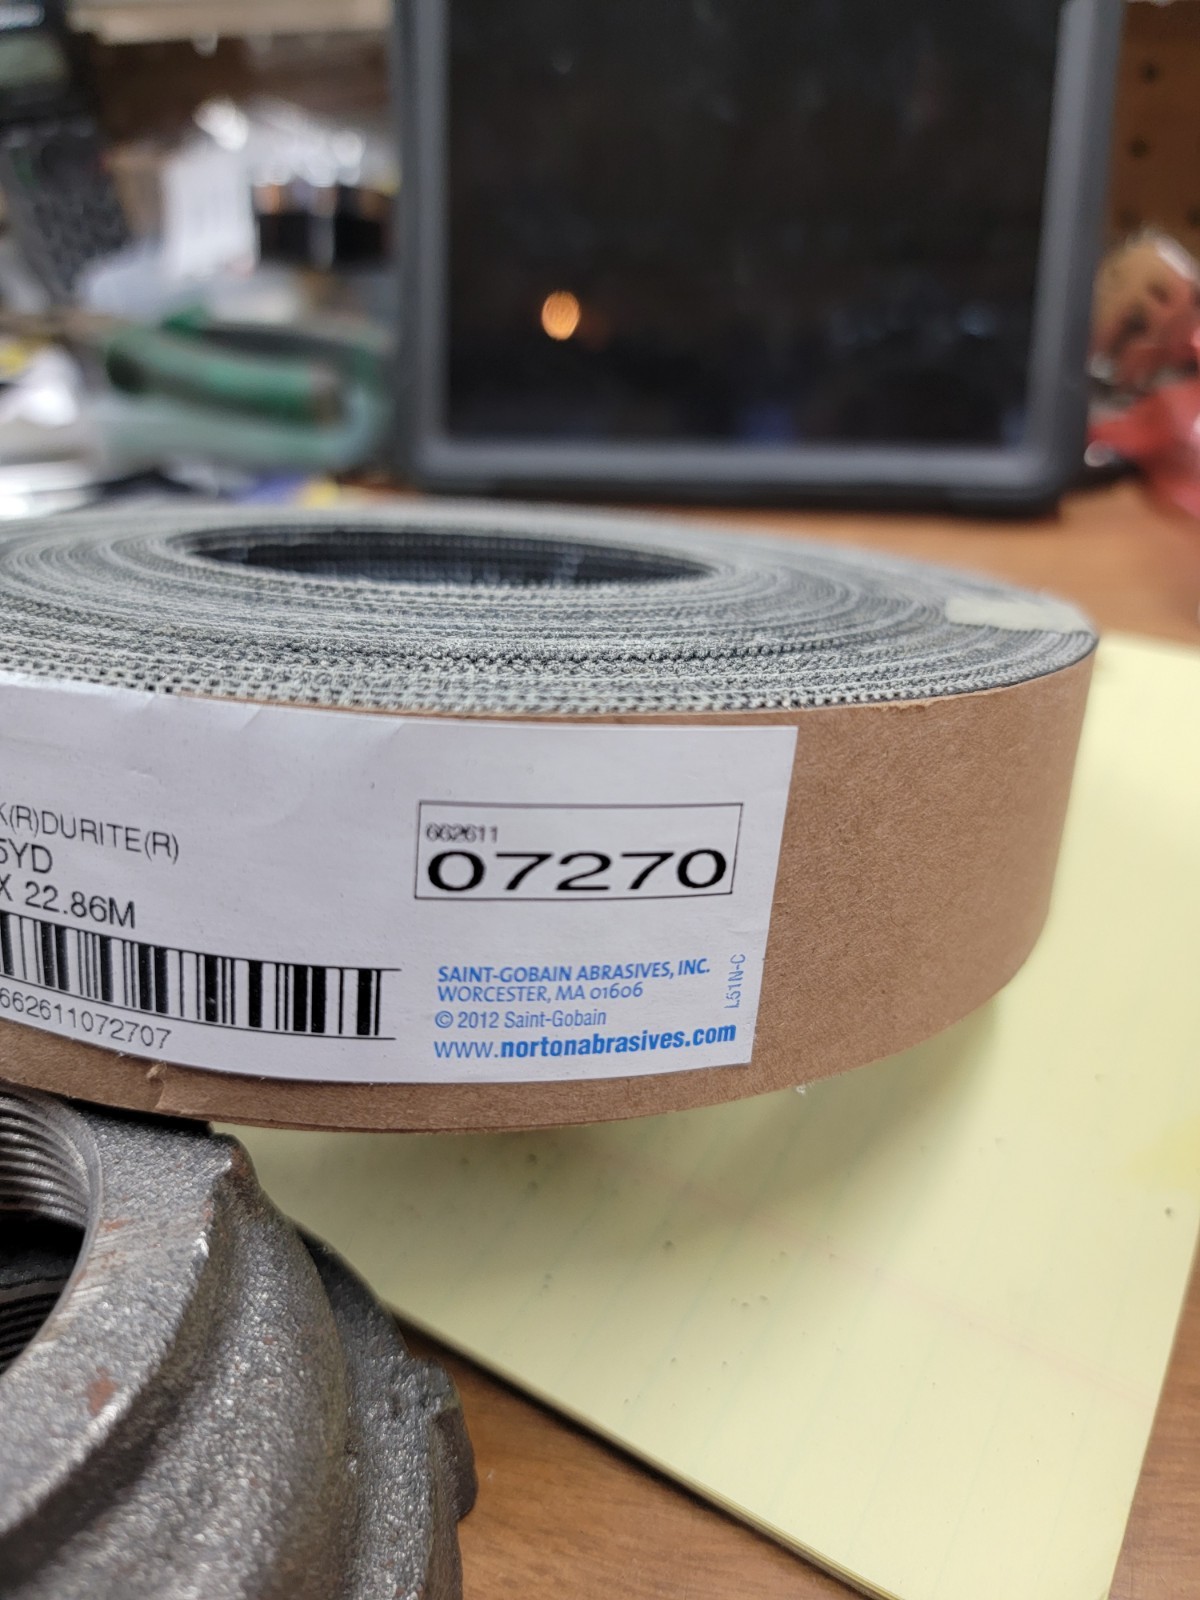 K(R)DURITE(R)
5YD
X 22.86M
662611072707
662611
07270
SAINT-GOBAIN ABRASIVES, INC.
WORCESTER, MA 01606
© 2012 Saint-Gobain
www.nortonabrasives.com
L51N-C